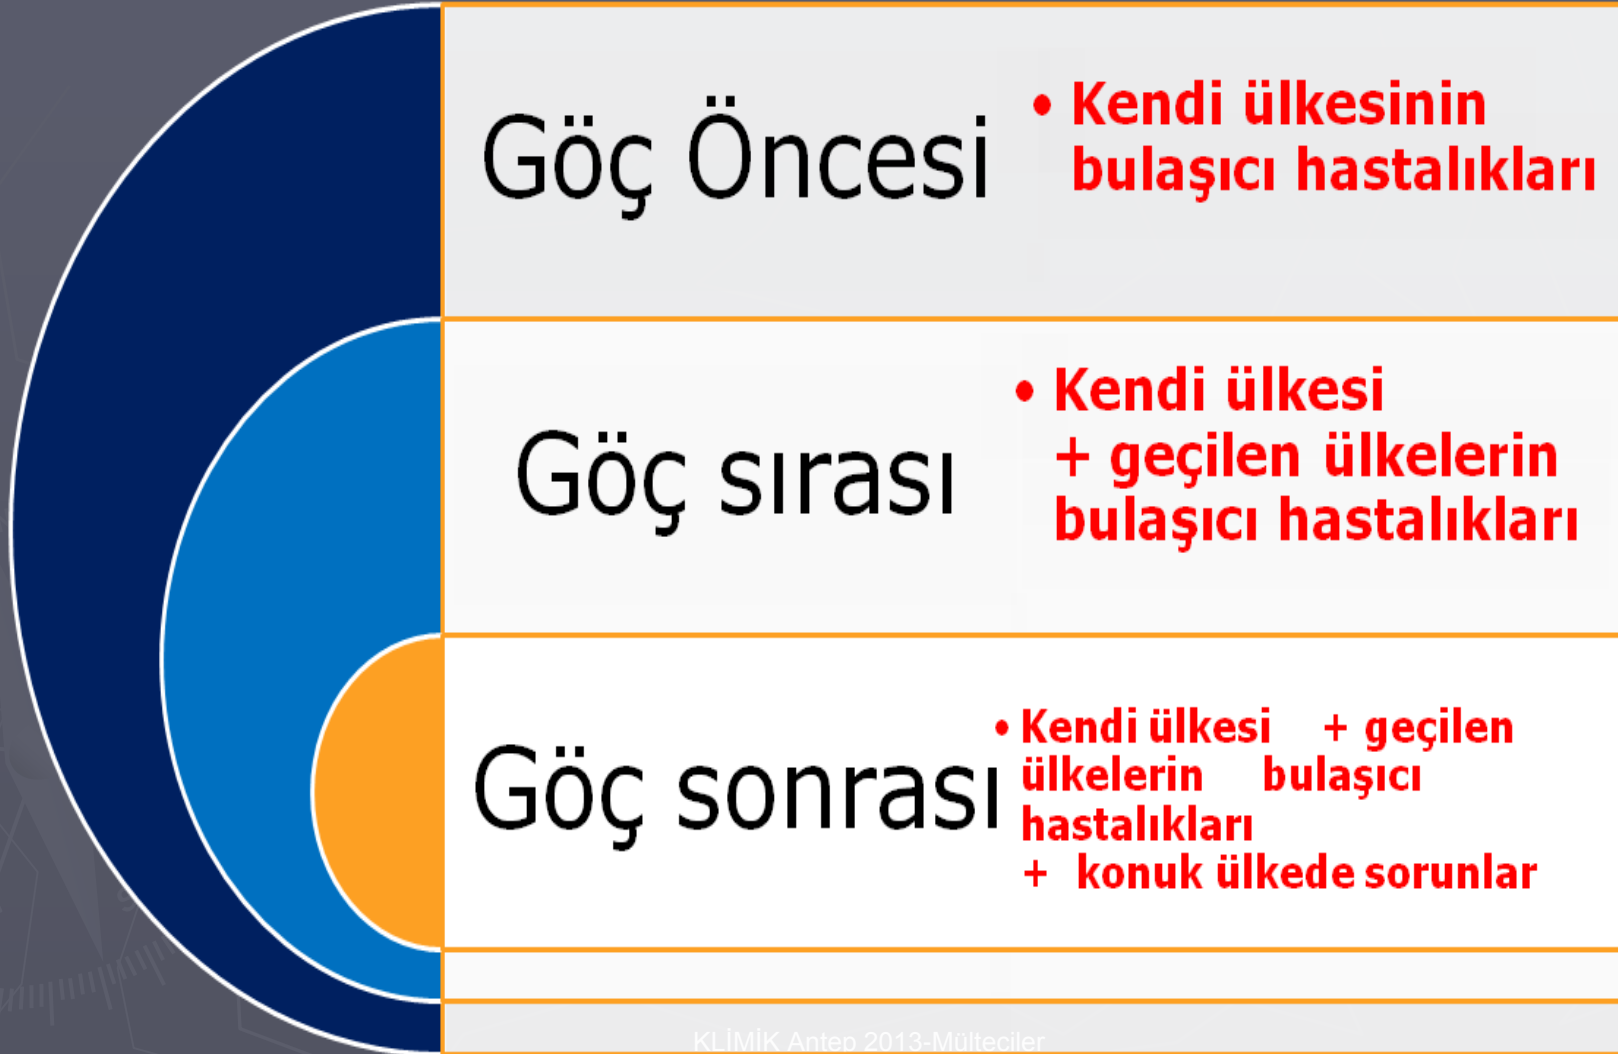 Göç Öncesi
• Kendi ülkesinin
bulaşıcı hastalıkları
Göç sırası
• Kendi ülkesi
+ geçilen ülkelerin
bulaşıcı hastalıkları
Göç sonrası
• Kendi ülkesi + geçilen
ülkelerin bulaşıcı
hastalıkları
+ konuk ülkede sorunlar
KLİMİK Antep 2013-Mülteciler